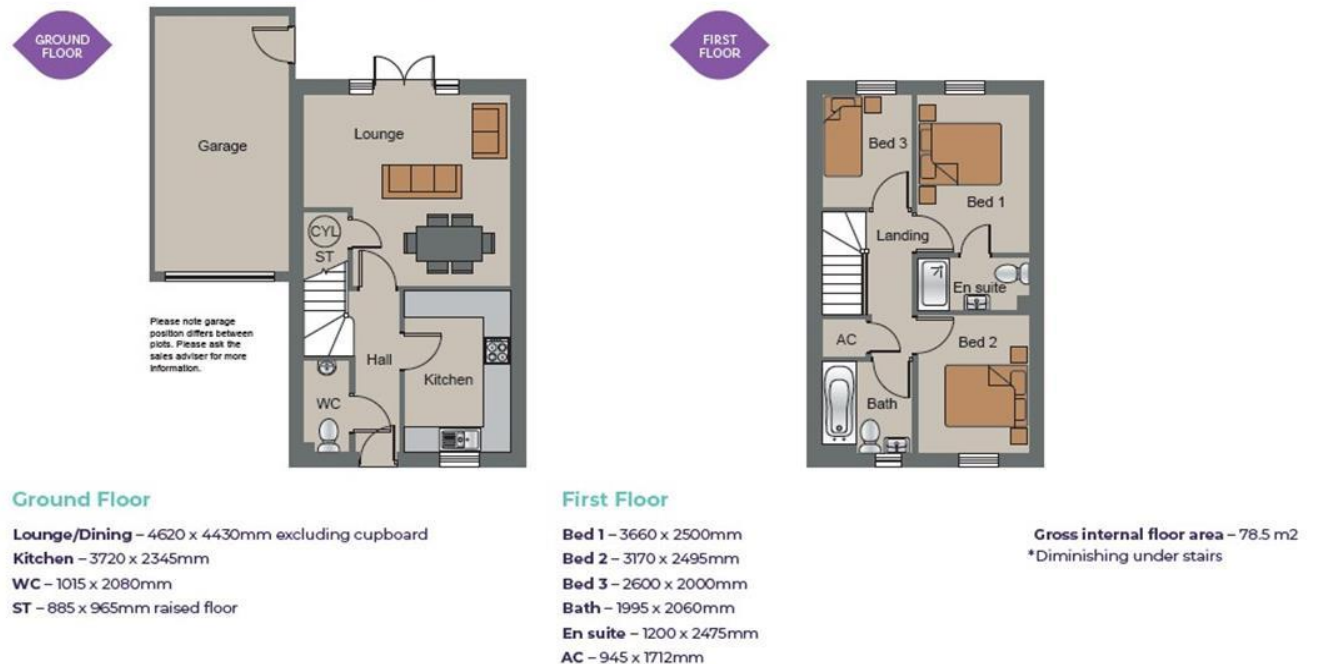 GROUND
FLOOR
Garage
Lounge
CYL
ST
Hall
Kitchen
WC
Please note garage
position differs between
plots. Please ask the
sales adviser for more
information.
FIRST
FLOOR
Bed 3
Bed 1
Landing
En suite
AC
Bed 2
Bath
Ground Floor
Lounge/Dining – 4620 x 4430mm excluding cupboard
Kitchen – 3720 x 2345mm
WC – 1015 x 2080mm
ST – 885 x 965mm raised floor
First Floor
Bed 1 – 3660 x 2500mm
Bed 2 – 3170 x 2495mm
Bed 3 – 2600 x 2000mm
Bath – 1995 x 2060mm
En suite – 1200 x 2475mm
AC – 945 x 1712mm
Gross internal floor area – 78.5 m2
*Diminishing under stairs